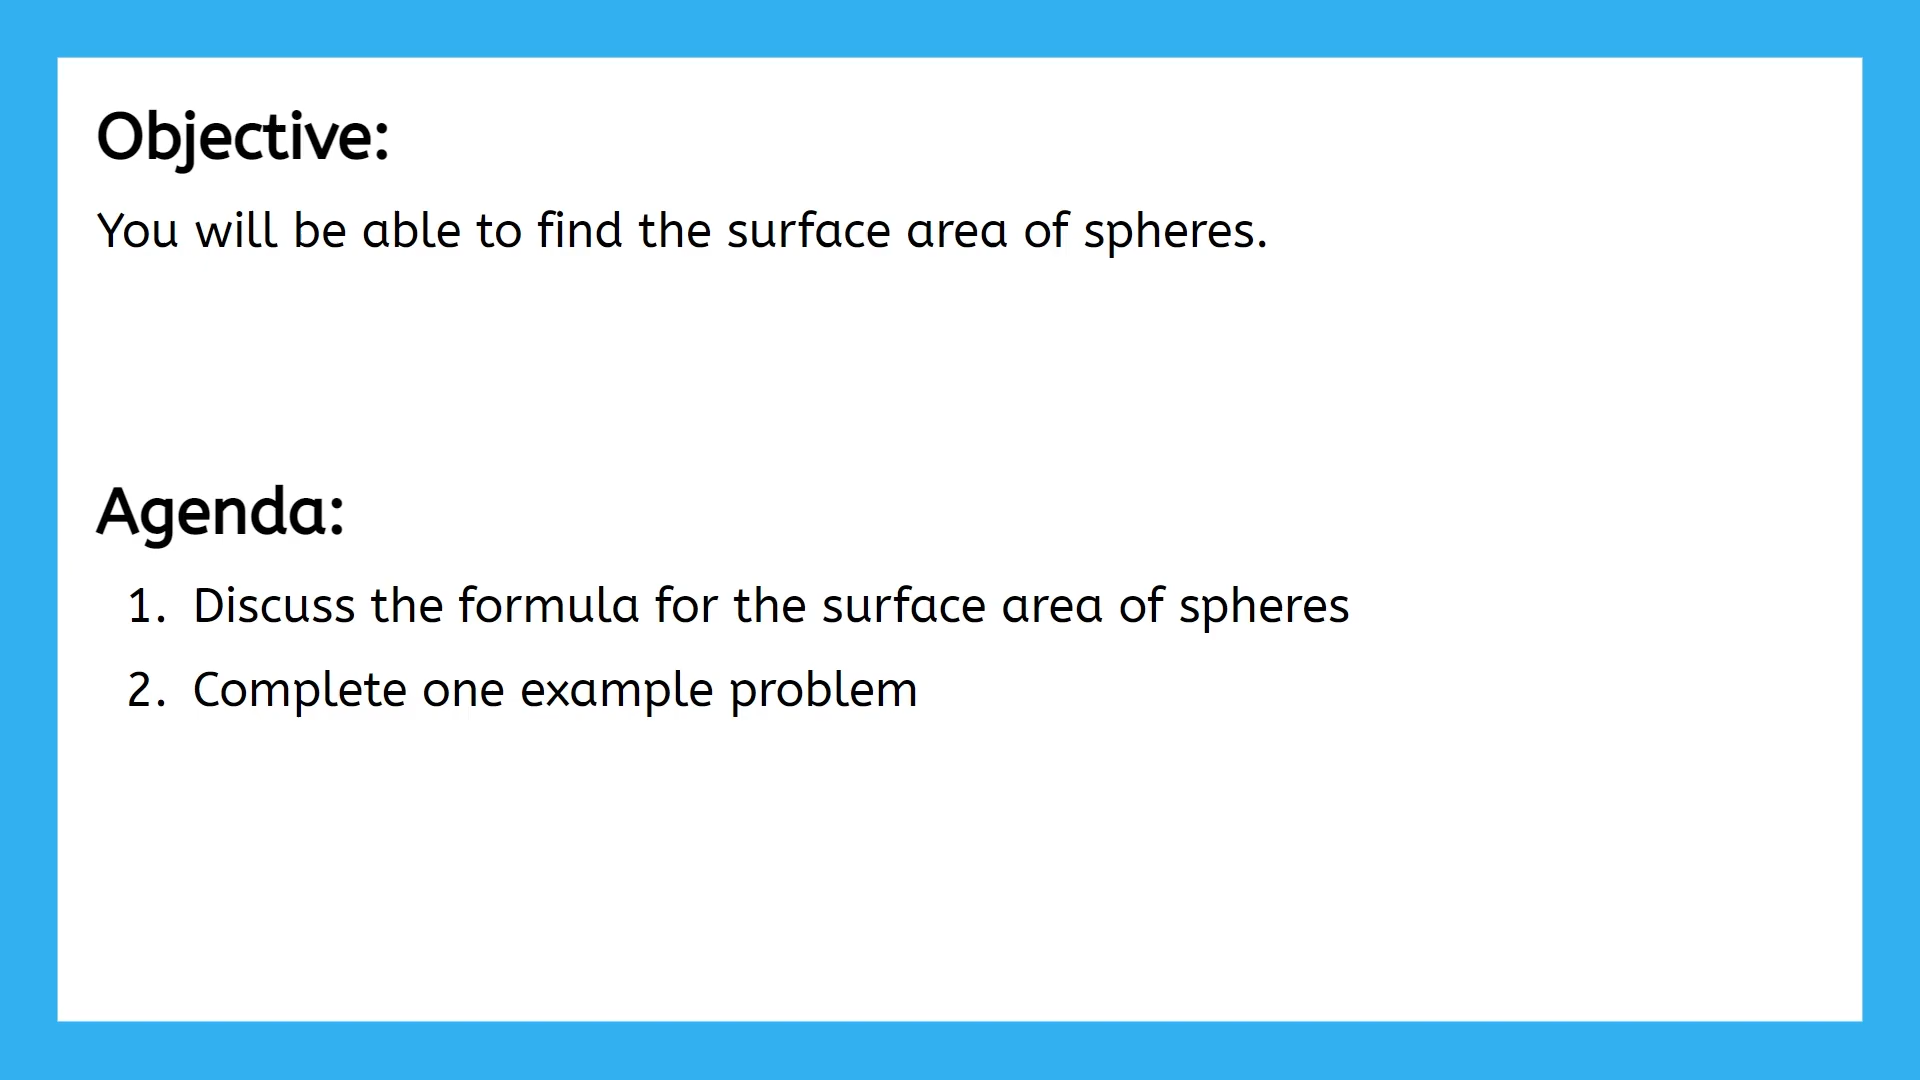 Objective:
You will be able to find the surface area of spheres.
Agenda:
1. Discuss the formula for the surface area of spheres
2. Complete one example problem